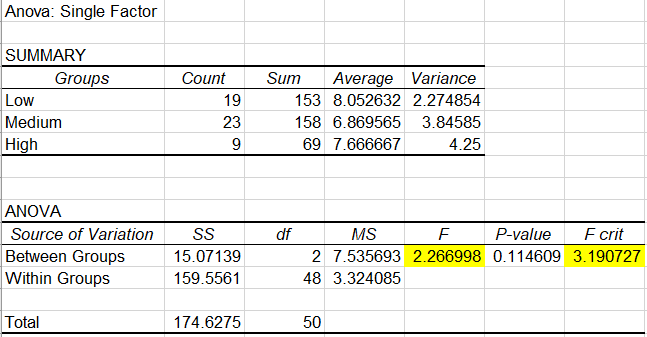 Anova: Single Factor
SUMMARY
Groups Count Sum Average Variance
Low 19 153 8.052632 2.274854
Medium 23 158 6.869565 3.84585
High 9 69 7.666667 4.25
ANOVA
Source of Variation SS df MS F P-value F crit
Between Groups 15.07139 2 7.535693 2.266998 0.114609 3.190727
Within Groups 159.5561 48 3.324085
Total 174.6275 50